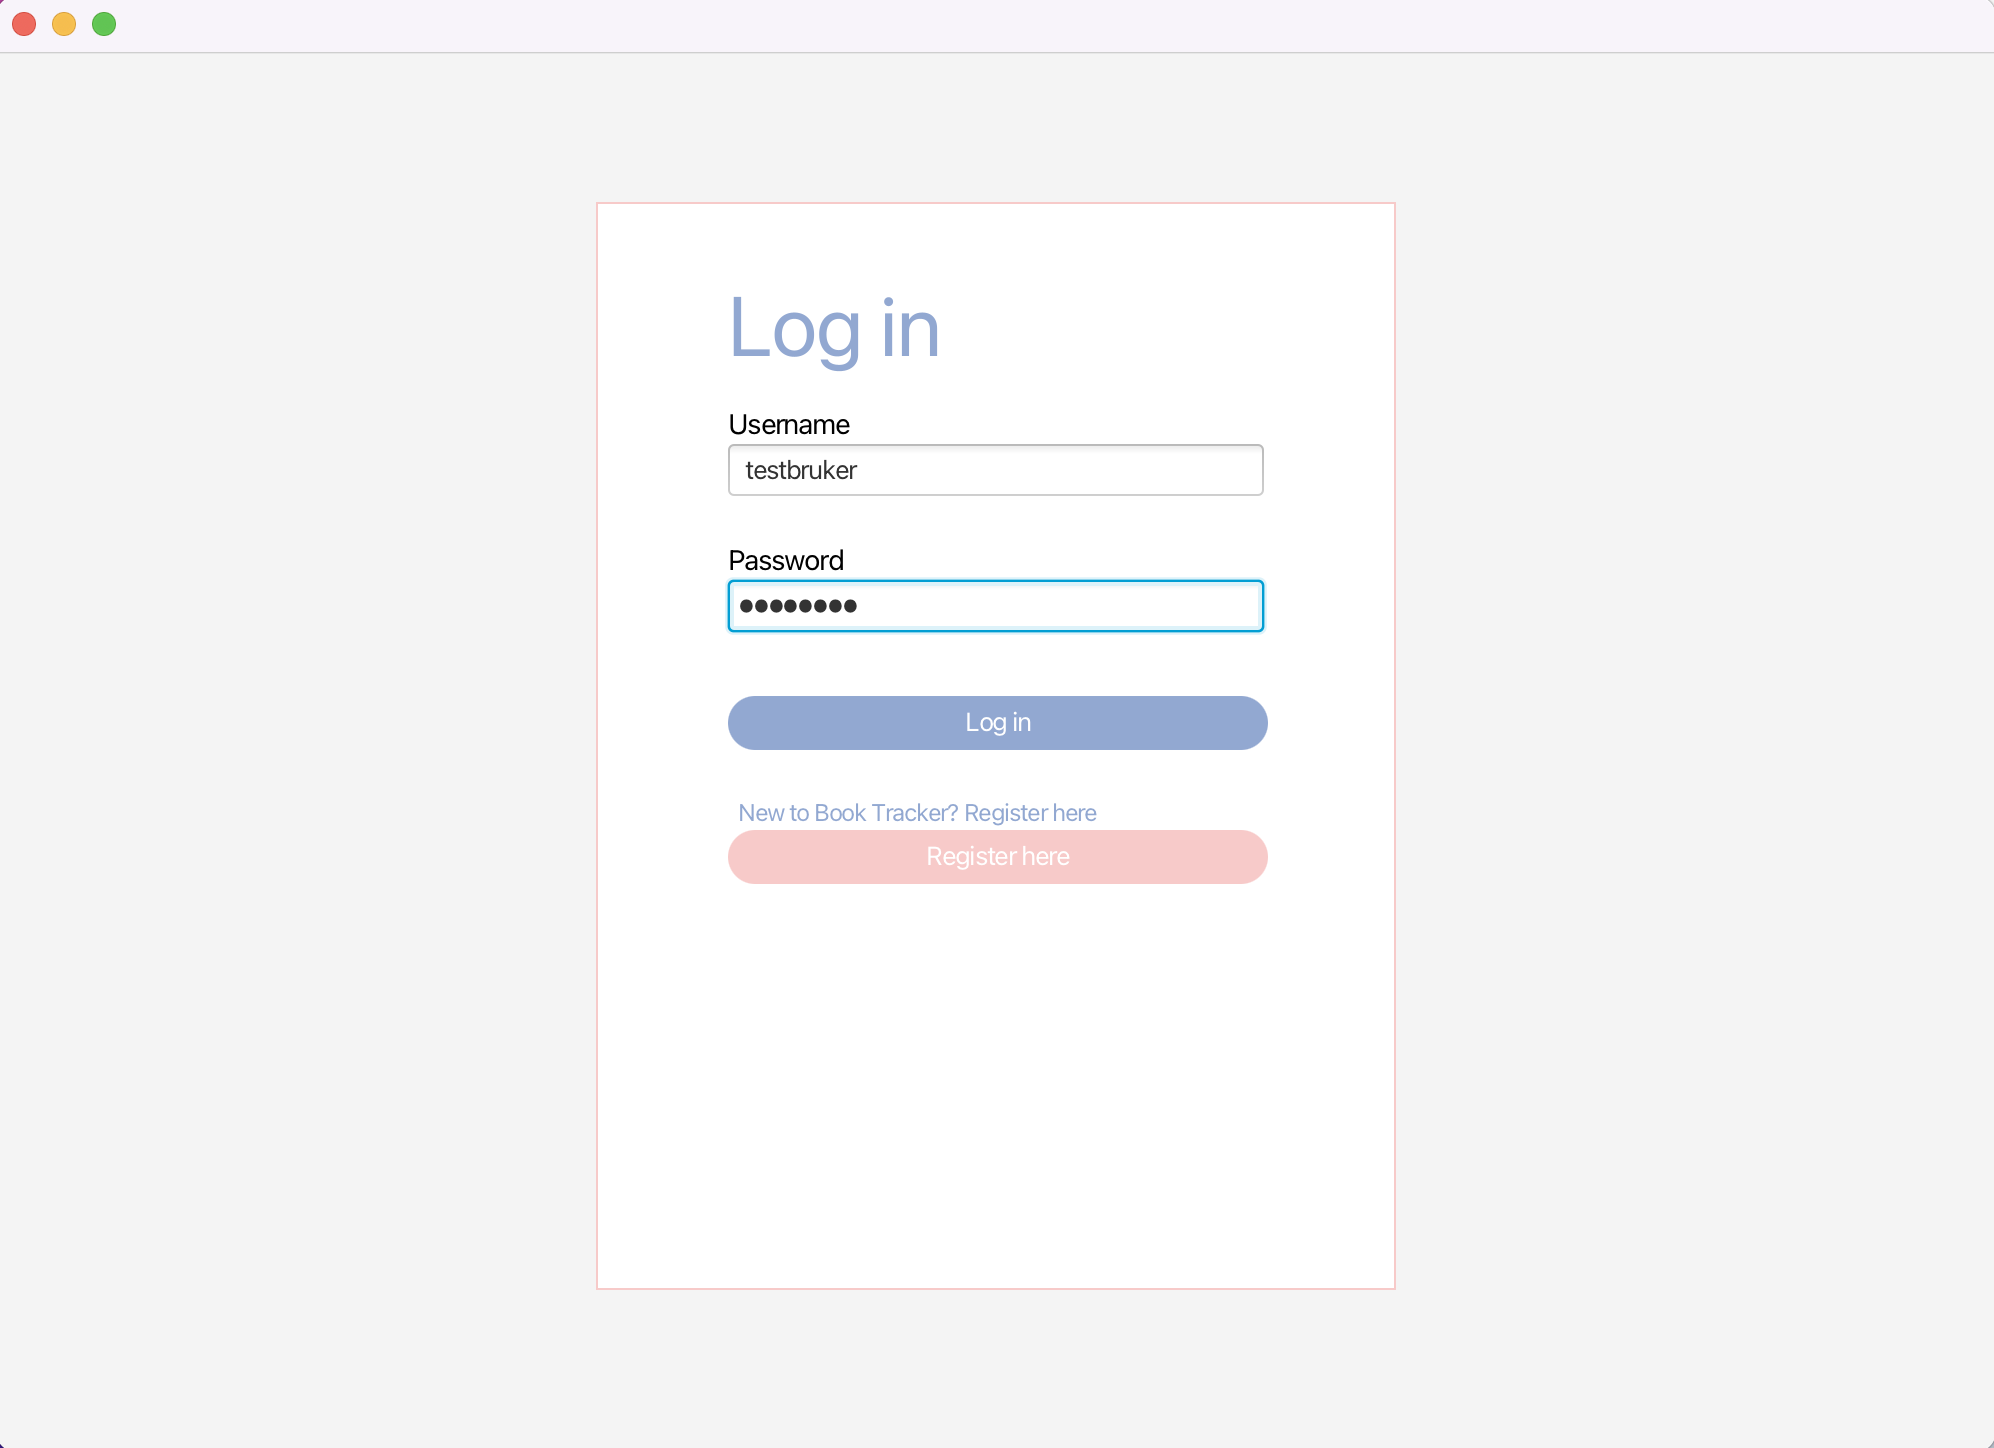 Log in
Username
testbruker
Password
••••••••
Log in
New to Book Tracker? Register here
Register here